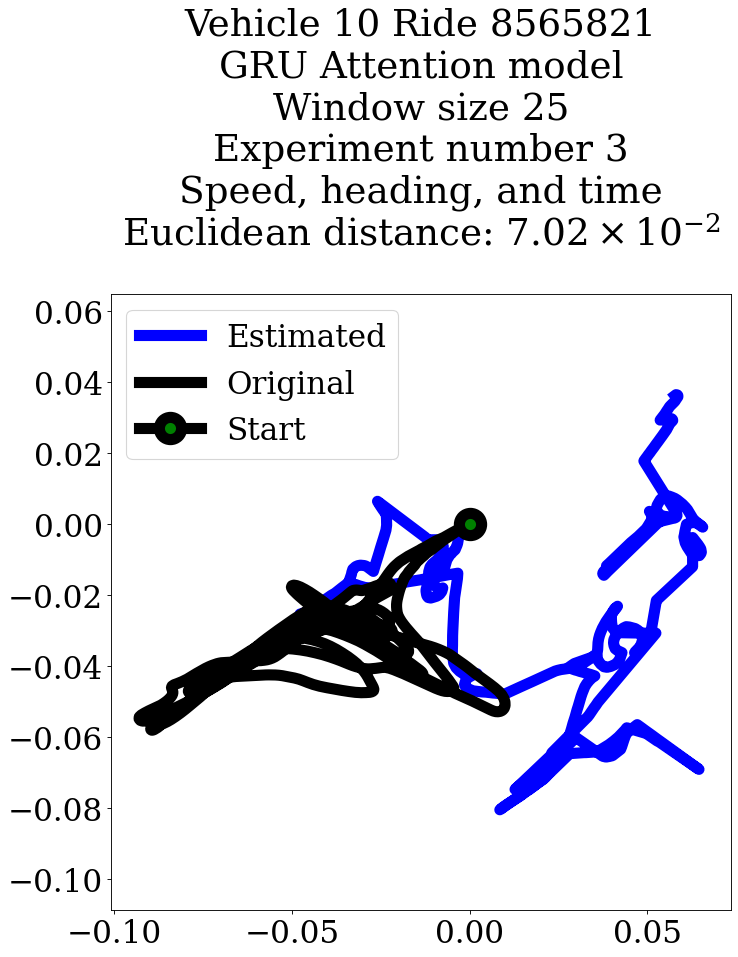 Vehicle 10 Ride 8565821
GRU Attention model
Window size 25
Experiment number 3
Speed, heading, and time
Euclidean distance: 7.02 × 10⁻²
0.06
0.04
0.02
0.00
−0.02
−0.04
−0.06
−0.08
−0.10
Estimated
Original
Start
−0.10 −0.05 0.00 0.05